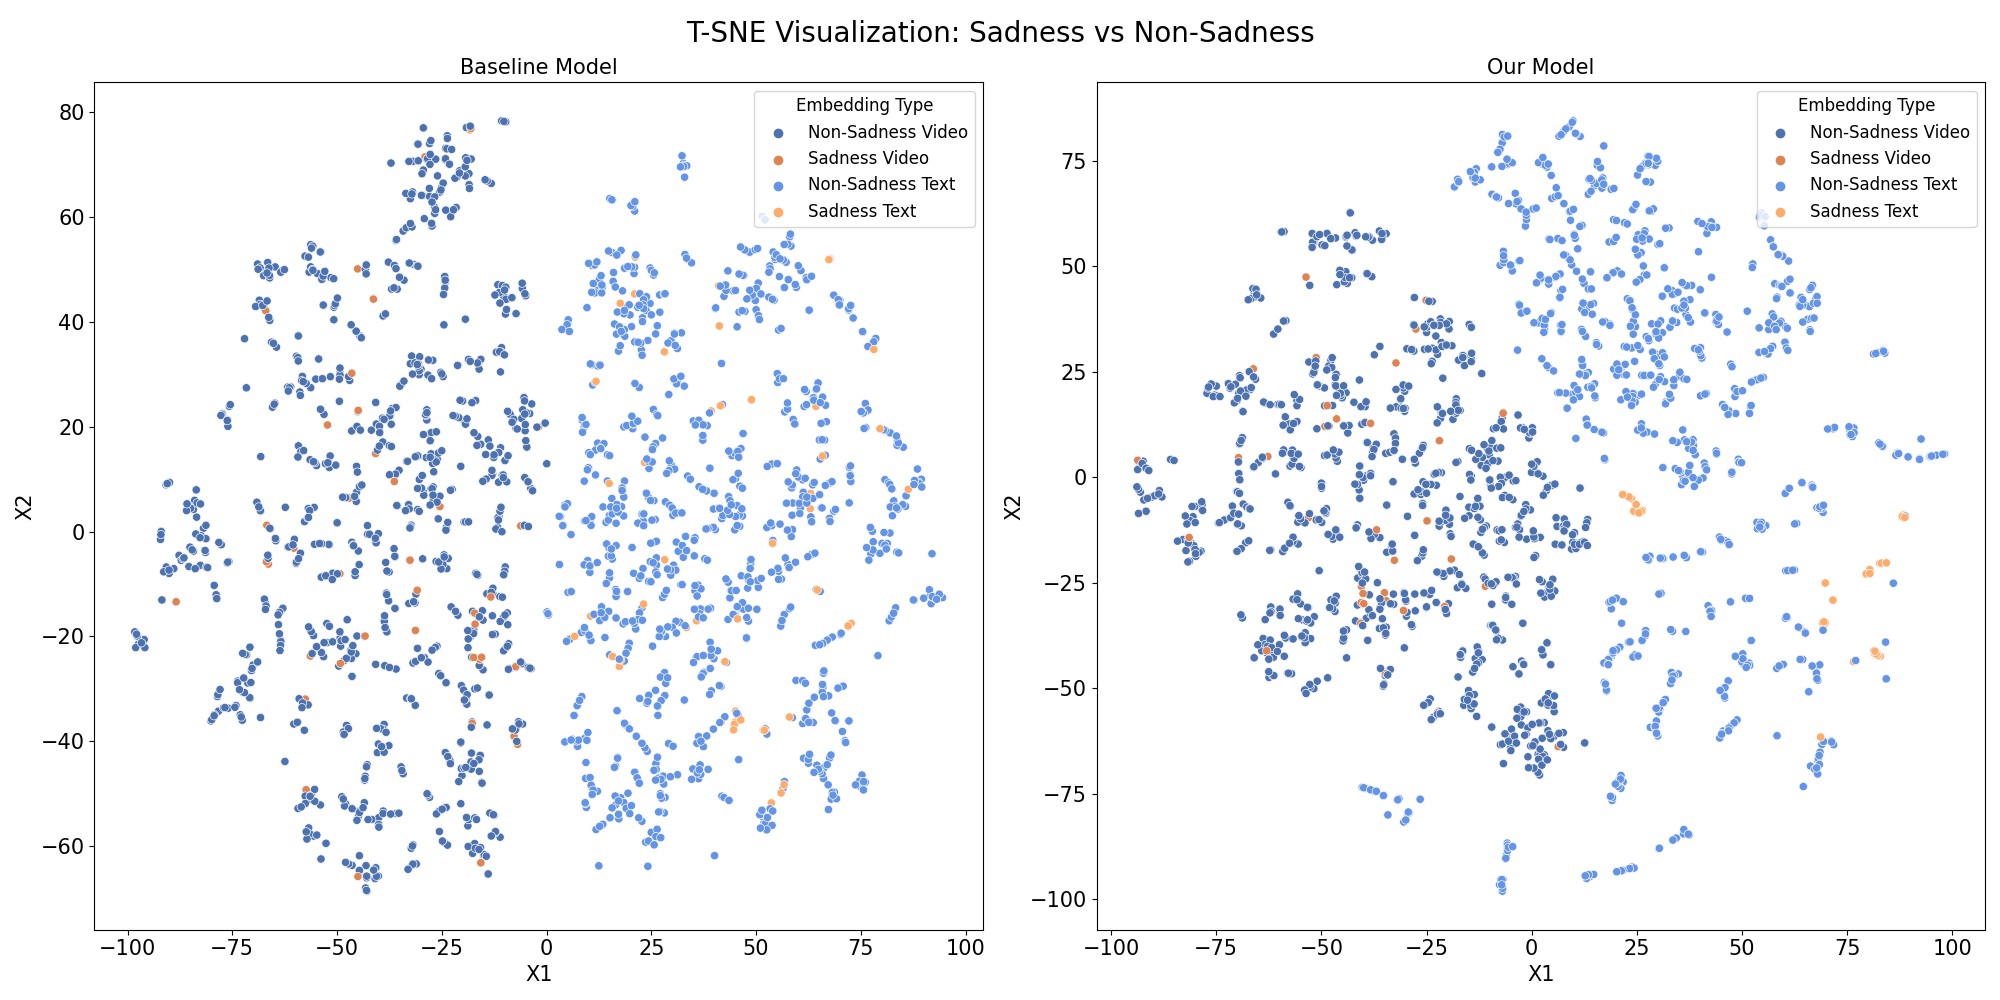 T-SNE Visualization: Sadness vs Non-Sadness
Baseline Model
Embedding Type
Non-Sadness Video
Sadness Video
Non-Sadness Text
Sadness Text
80
60
40
20
0
−20
−40
−60
X2
−100
−75
−50
−25
0
25
50
75
100
X1
Our Model
Embedding Type
Non-Sadness Video
Sadness Video
Non-Sadness Text
Sadness Text
75
50
25
0
−25
−50
−75
−100
X2
−100
−75
−50
−25
0
25
50
75
100
X1